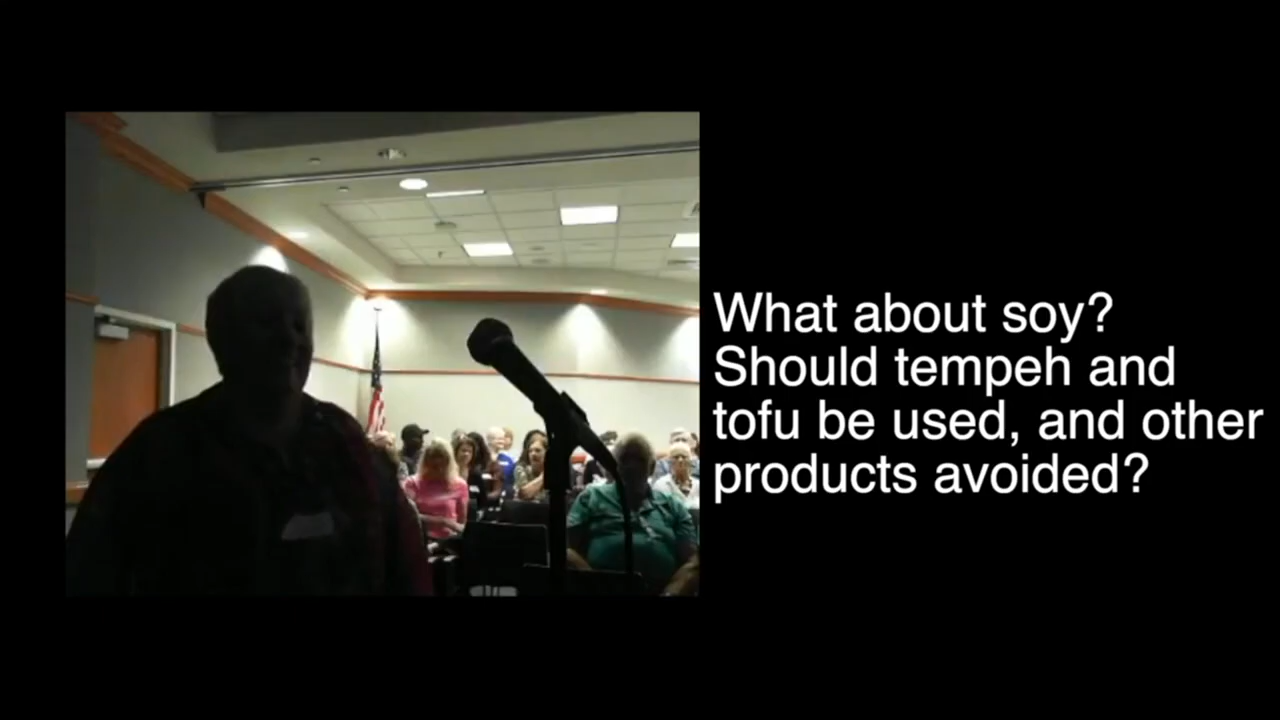 What about soy?
Should tempeh and
tofu be used, and other
products avoided?